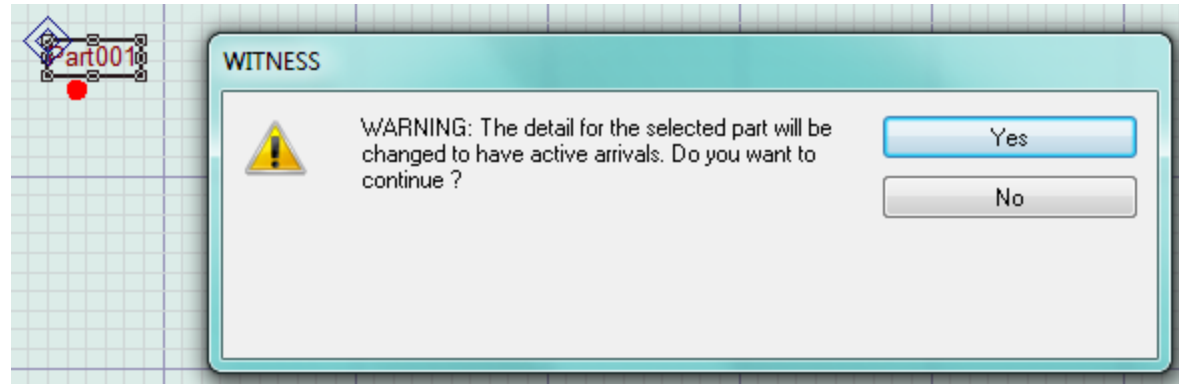 Part001
WITNESS
WARNING: The detail for the selected part will be
changed to have active arrivals. Do you want to
continue ?
Yes
No